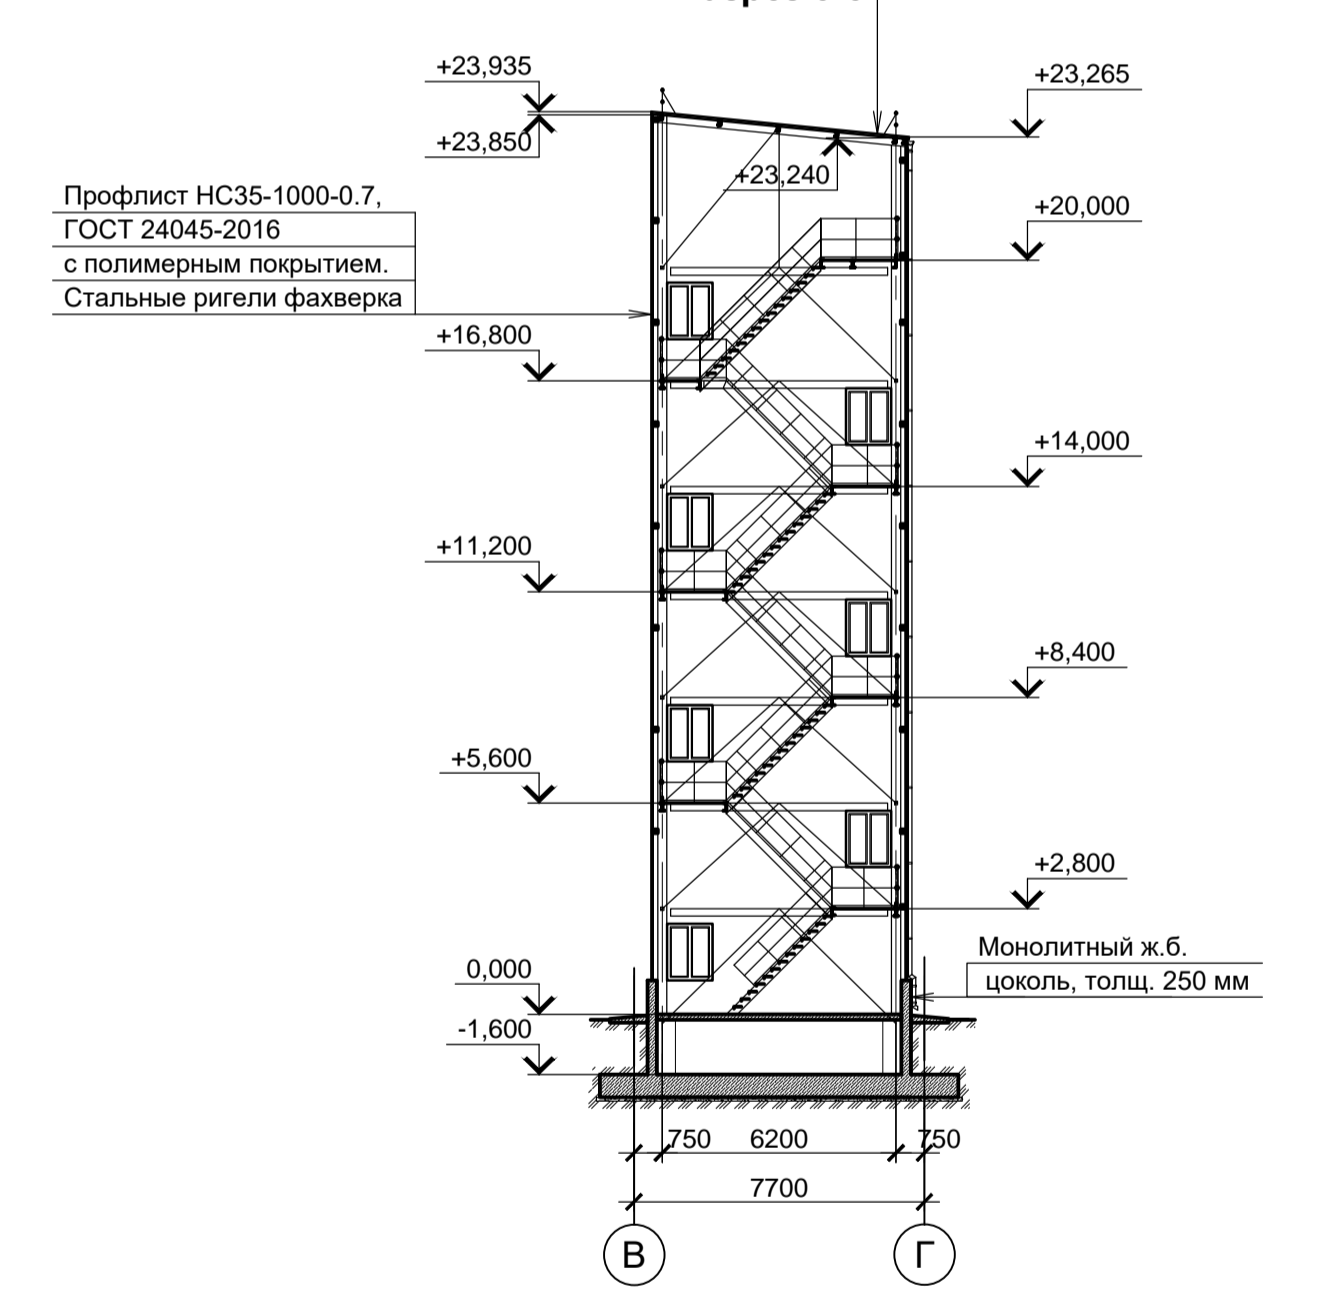 +23,935
+23,265
+23,850
+23,240
Профлист НС35-1000-0.7,
ГОСТ 24045-2016
с полимерным покрытием.
Стальные ригели фахверка
+20,000
+16,800
+14,000
+11,200
+8,400
+5,600
+2,800
Монолитный ж.б.
цоколь, толщ. 250 мм
0,000
-1,600
750 6200 750
7700
В Г